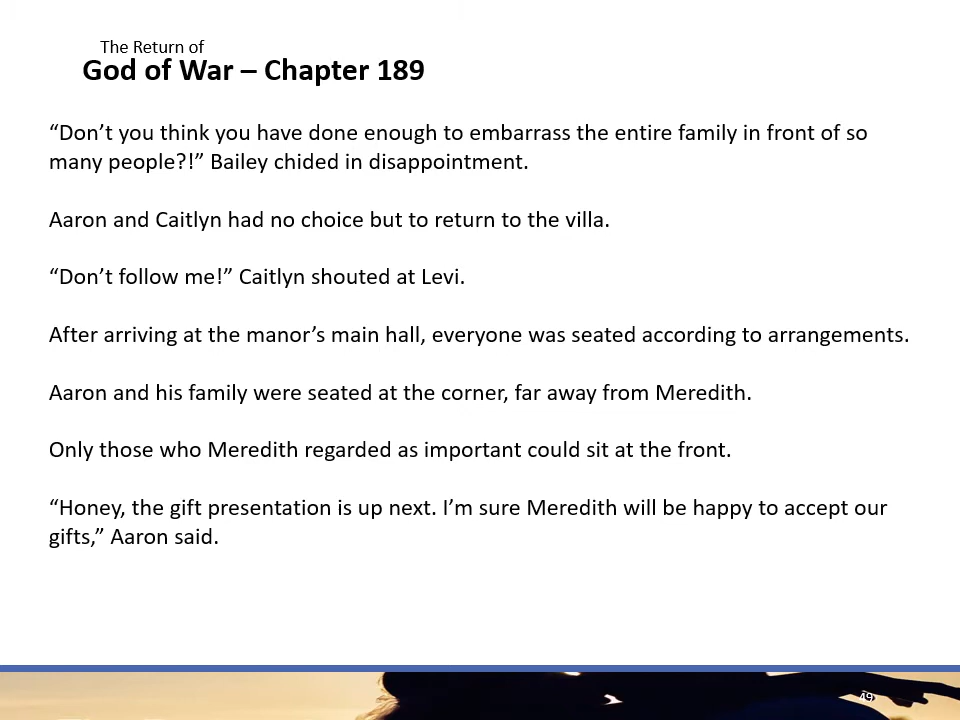 The Return of
God of War – Chapter 189
“Don’t you think you have done enough to embarrass the entire family in front of so
many people?!” Bailey chided in disappointment.
Aaron and Caitlyn had no choice but to return to the villa.
“Don’t follow me!” Caitlyn shouted at Levi.
After arriving at the manor’s main hall, everyone was seated according to arrangements.
Aaron and his family were seated at the corner, far away from Meredith.
Only those who Meredith regarded as important could sit at the front.
“Honey, the gift presentation is up next. I’m sure Meredith will be happy to accept our
gifts,” Aaron said.
49